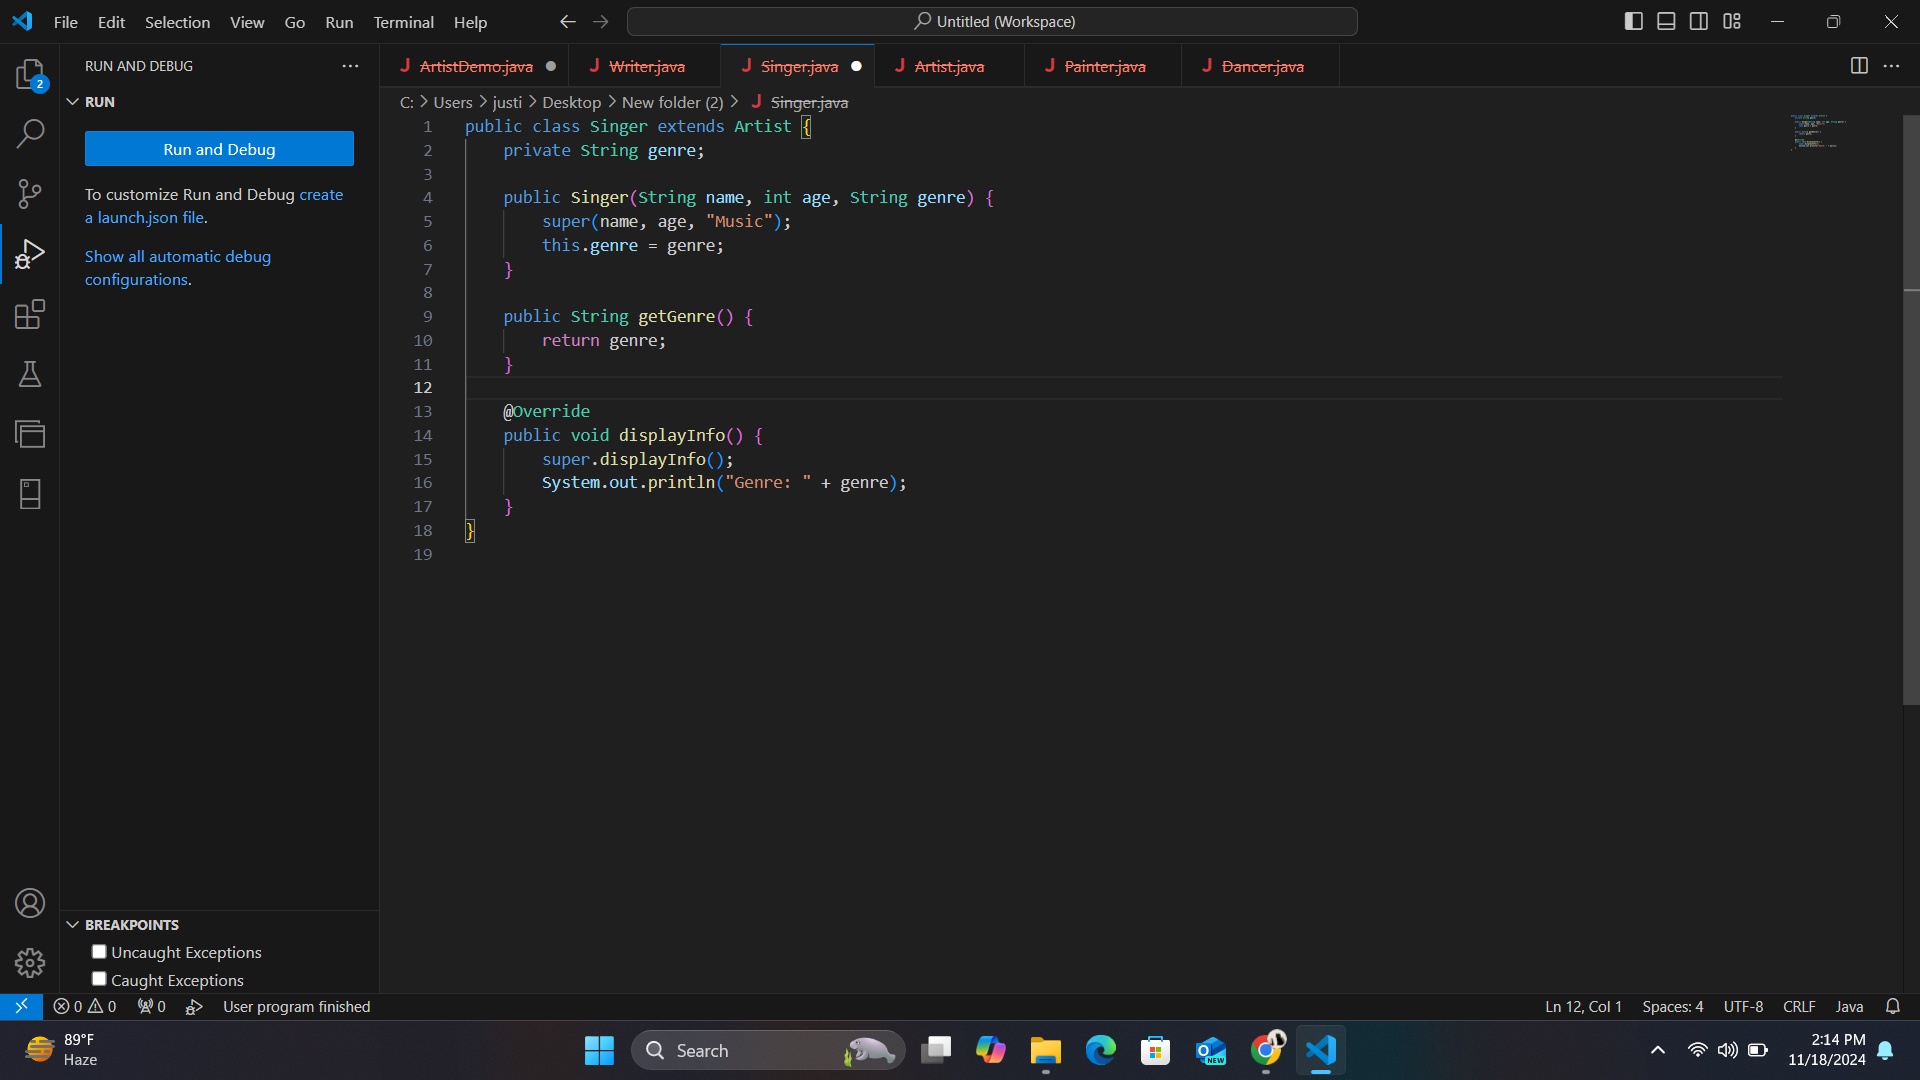 File Edit Selection View Go Run Terminal Help
Untitled (Workspace)
2
RUN AND DEBUG
RUN
Run and Debug
To customize Run and Debug create
a launch.json file.
Show all automatic debug
configurations.
J ArtistDemo.java J Writer.java J Singer.java J Artist.java J Painter.java J Dancer.java
C: > Users > justi > Desktop > New folder (2) > J Singer.java
1 public class Singer extends Artist {
2 private String genre;
3
4 public Singer(String name, int age, String genre) {
5 super(name, age, "Music");
6 this.genre = genre;
7 }
8
9 public String getGenre() {
10 return genre;
11 }
12
13 @Override
14 public void displayInfo() {
15 super.displayInfo();
16 System.out.println("Genre: " + genre);
17 }
18 }
19
BREAKPOINTS
Uncaught Exceptions
Caught Exceptions
0 0 0 User program finished
Ln 12, Col 1 Spaces: 4 UTF-8 CRLF Java
89°F
Haze
Search
NEW
2:14 PM
11/18/2024